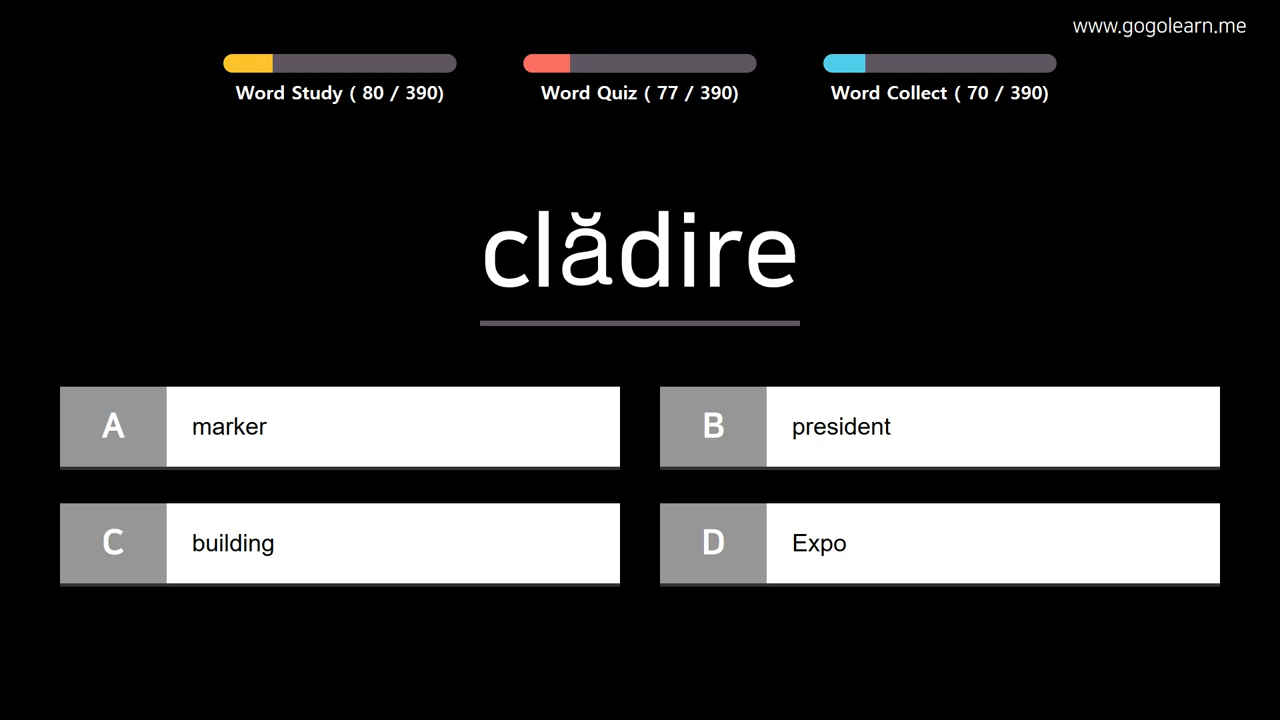 www.gogolearn.me
Word Study ( 80 / 390)
Word Quiz ( 77 / 390)
Word Collect ( 70 / 390)
clădire
A marker
B president
C building
D Expo